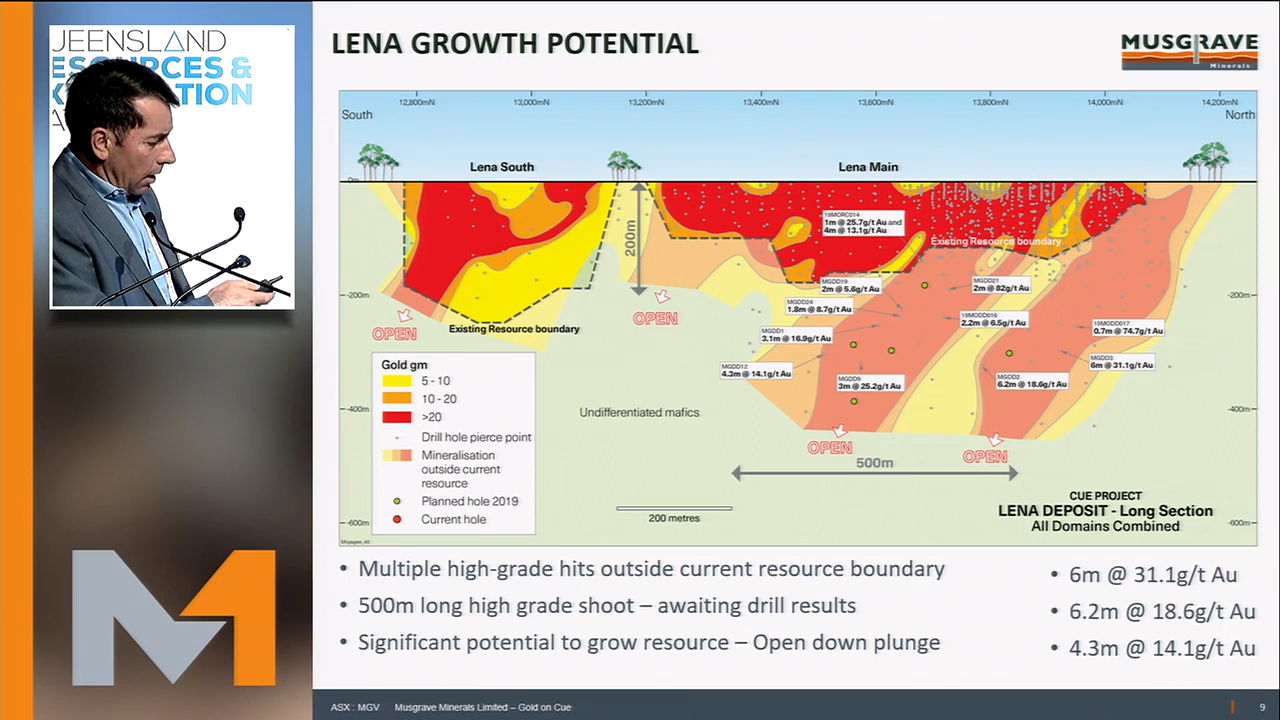 JEENSLAND
ESOURCES &
ATION
LENA GROWTH POTENTIAL
MUSGRAVE
Minerals
12,800mN 13,000mN 13,200mN 13,400mN 13,600mN 13,800mN 14,000mN 14,200mN
South North
Lena South Lena Main
0m
200m
19MORC014
1m @ 25.7g/t Au and
4m @ 13.1g/t Au
Existing Resource boundary
-200m -200m
MGDD19
2m @ 5.6g/t Au
MGDD21
2m @ 82g/t Au
MGDD24
1.8m @ 8.7g/t Au
19MODD016
2.2m @ 6.5g/t Au
MGDD1
3.1m @ 16.9g/t Au
19MODD017
0.7m @ 74.7g/t Au
OPEN
OPEN
Existing Resource boundary
MGDD12
4.3m @ 14.1g/t Au
MGDD3
6m @ 31.1g/t Au
MGDD9
3m @ 25.2g/t Au
MGDD2
6.2m @ 18.6g/t Au
Gold gm
5 - 10
10 - 20
>20
Drill hole pierce point
Mineralisation
outside current
resource
Planned hole 2019
Current hole
Undifferentiated mafics
-400m -400m
OPEN
OPEN
500m
200 metres
CUE PROJECT
LENA DEPOSIT - Long Section
All Domains Combined
-600m -600m
• Multiple high-grade hits outside current resource boundary
• 500m long high grade shoot – awaiting drill results
• Significant potential to grow resource – Open down plunge
• 6m @ 31.1g/t Au
• 6.2m @ 18.6g/t Au
• 4.3m @ 14.1g/t Au
M1
ASX : MGV Musgrave Minerals Limited – Gold on Cue 9